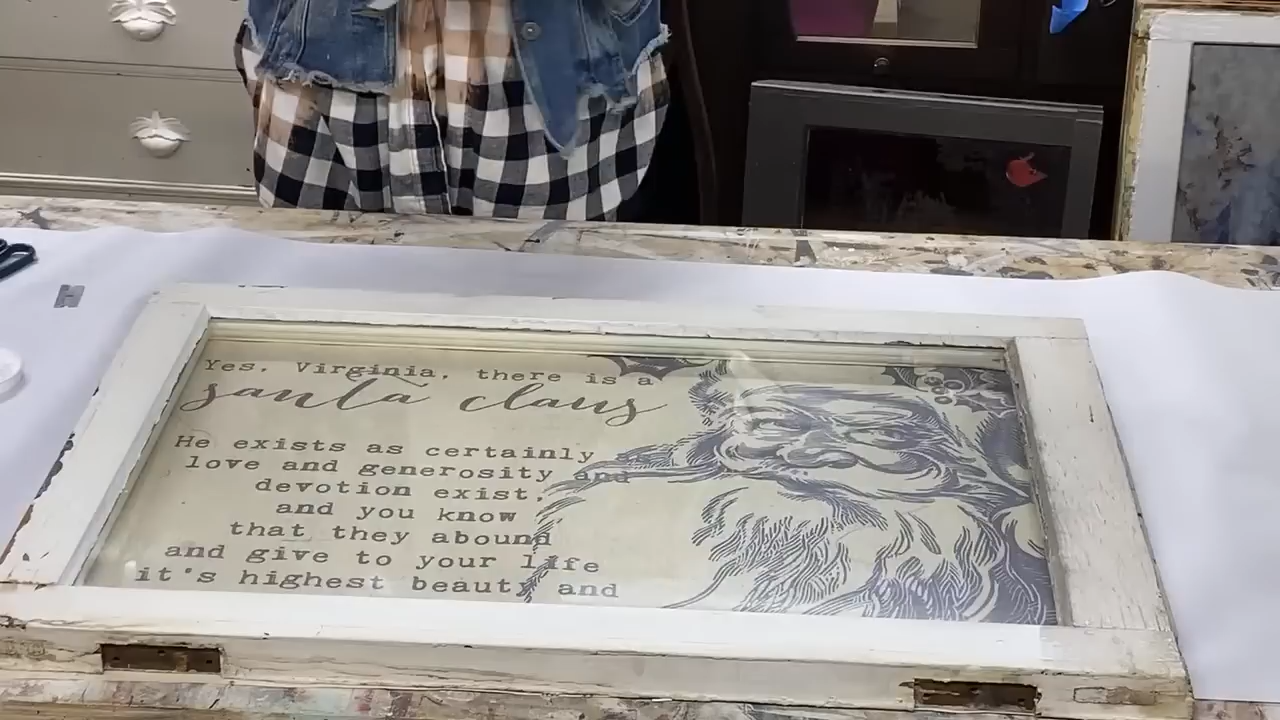 Yes, Virginia, there is a
santa claus
He exists as certainly
love and generosity and
devotion exist,
and you know
that they abound
and give to your life
it's highest beauty and